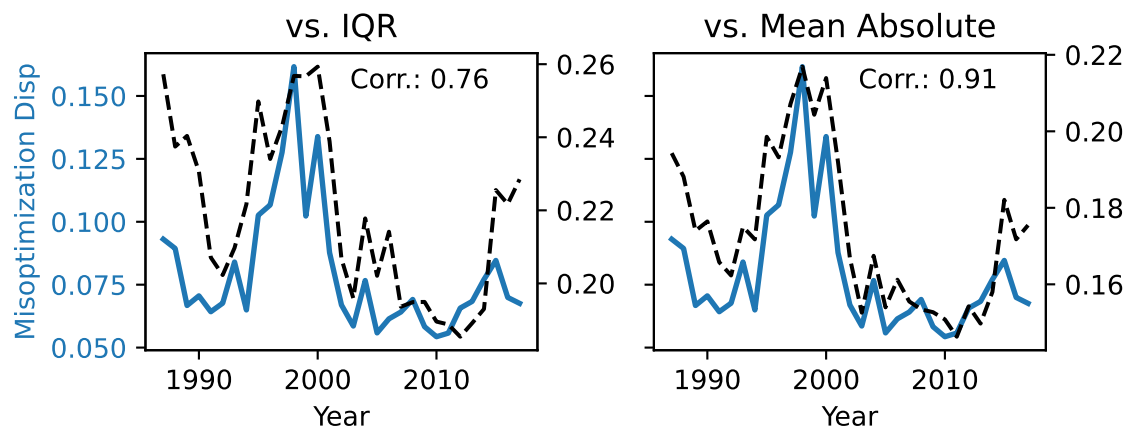 vs. IQR
Misoptimization Disp
0.150
0.125
0.100
0.075
0.050
Corr.: 0.76
0.26
0.24
0.22
0.20
1990 2000 2010
Year
vs. Mean Absolute
Corr.: 0.91
0.22
0.20
0.18
0.16
1990 2000 2010
Year